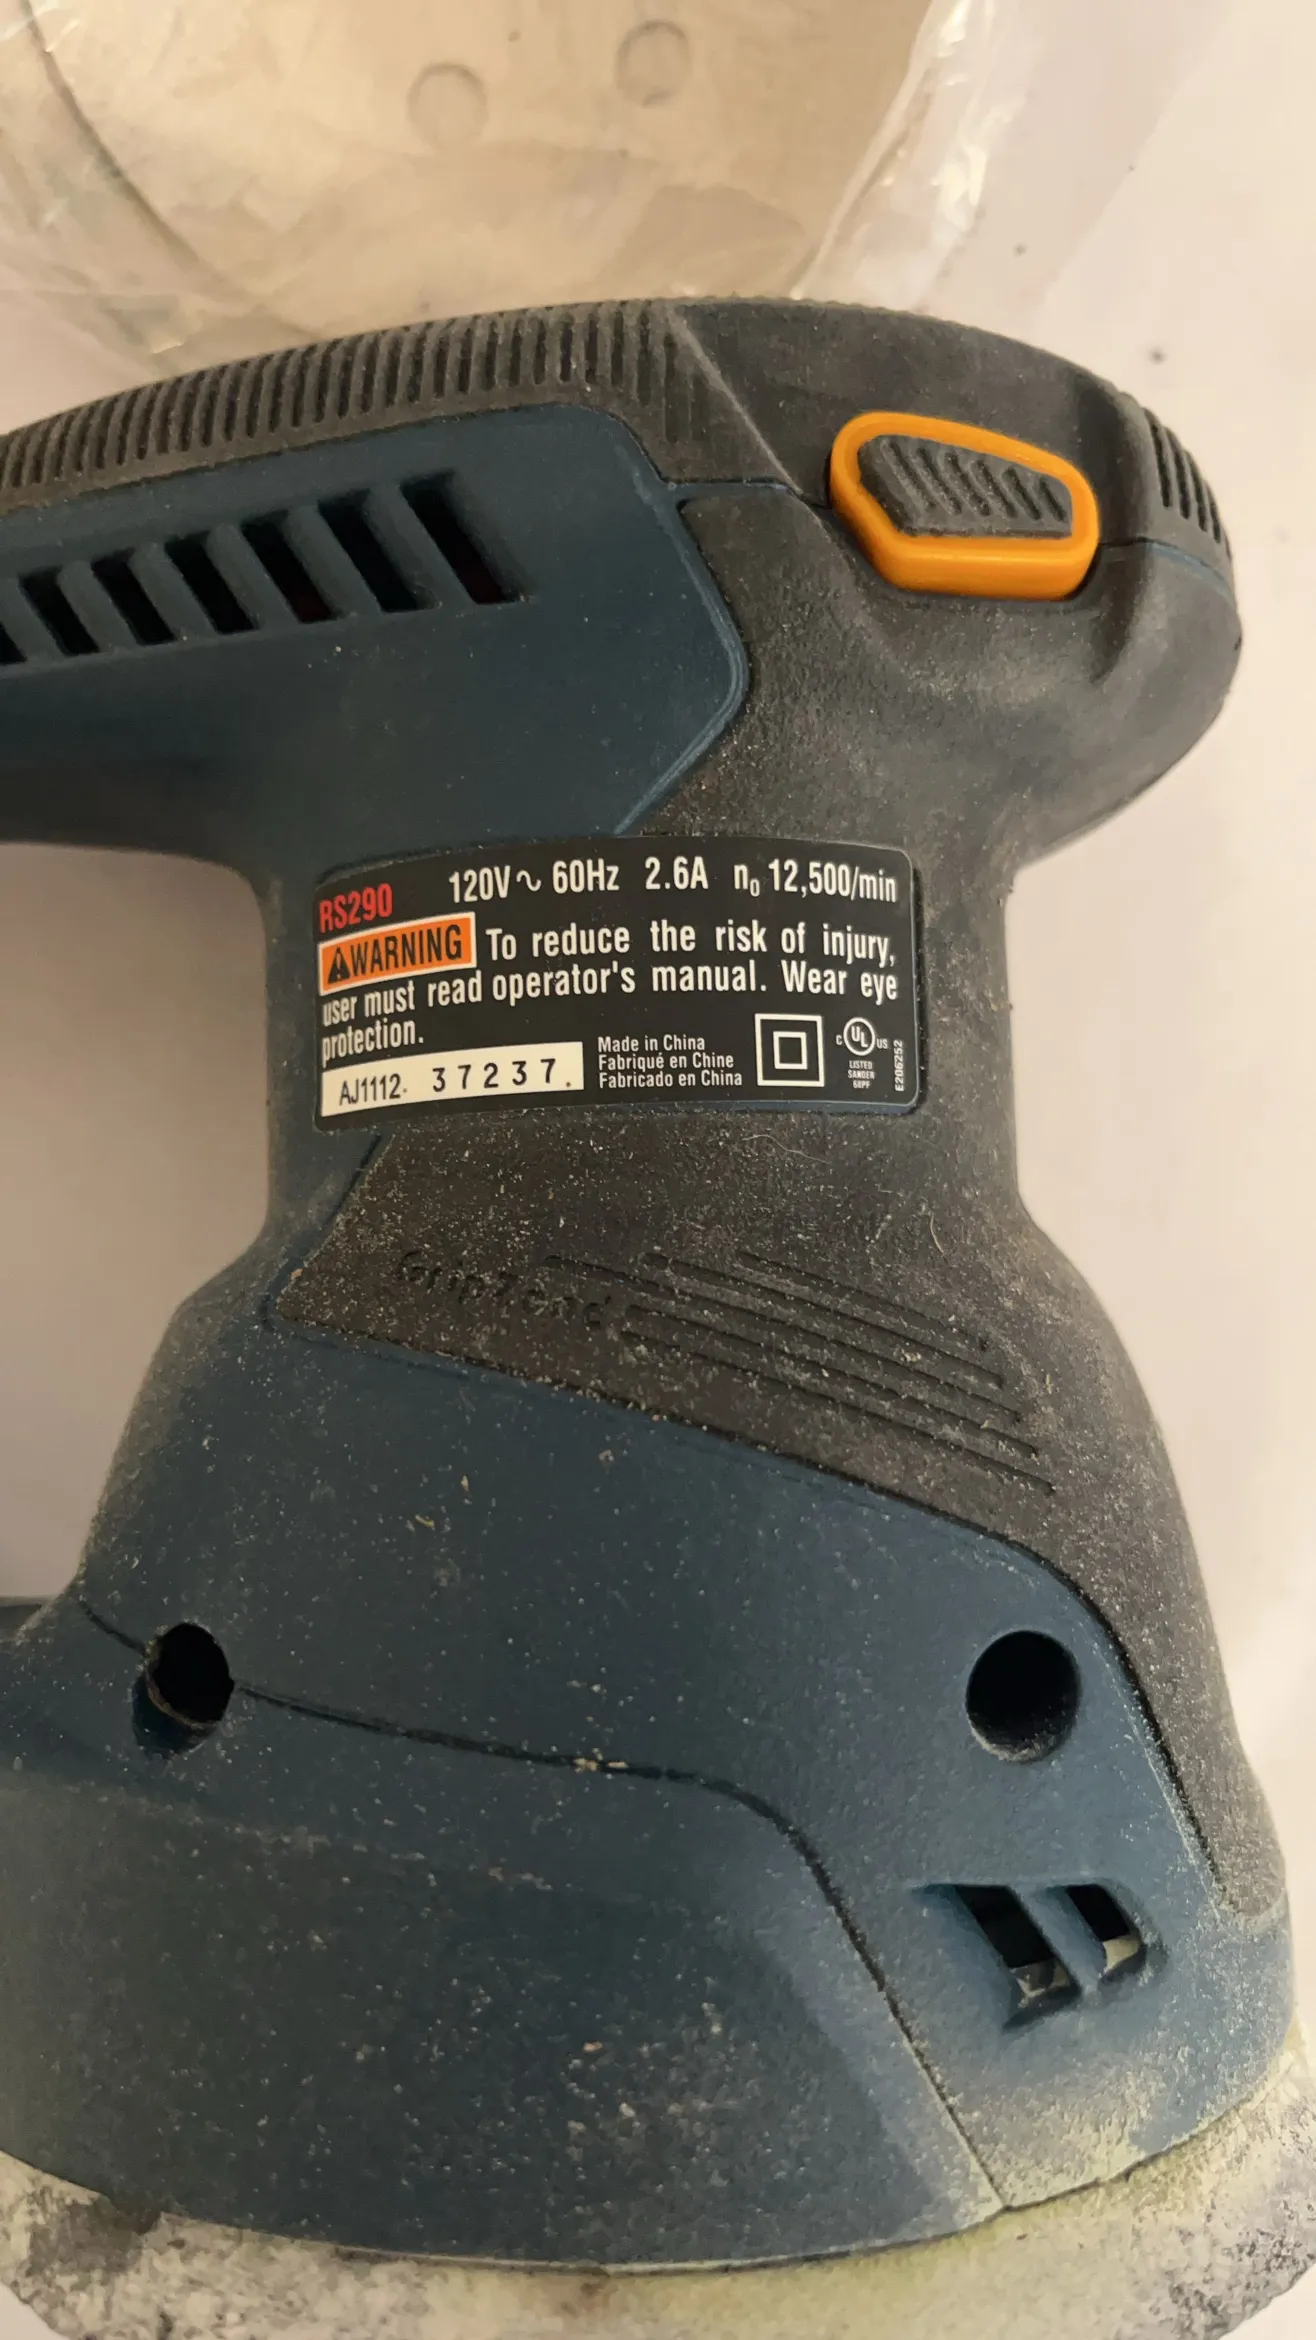 RS290 120V~ 60Hz 2.6A n₀ 12,500/min
⚠WARNING To reduce the risk of injury,
user must read operator's manual. Wear eye
protection.
AJ1112. 37237.
Made in China
Fabriqué en Chine
Fabricado en China
C UL US
LISTED
SANDER
68PF
E206252
GripZone